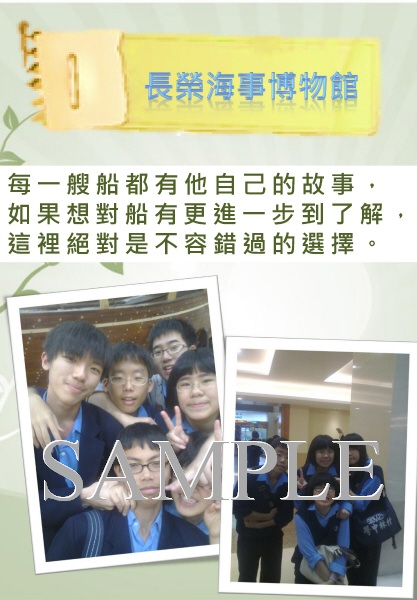 長榮海事博物館
每一艘船都有他自己的故事，
如果想對船有更進一步到了解，
這裡絕對是不容錯過的選擇。
SAMPLE